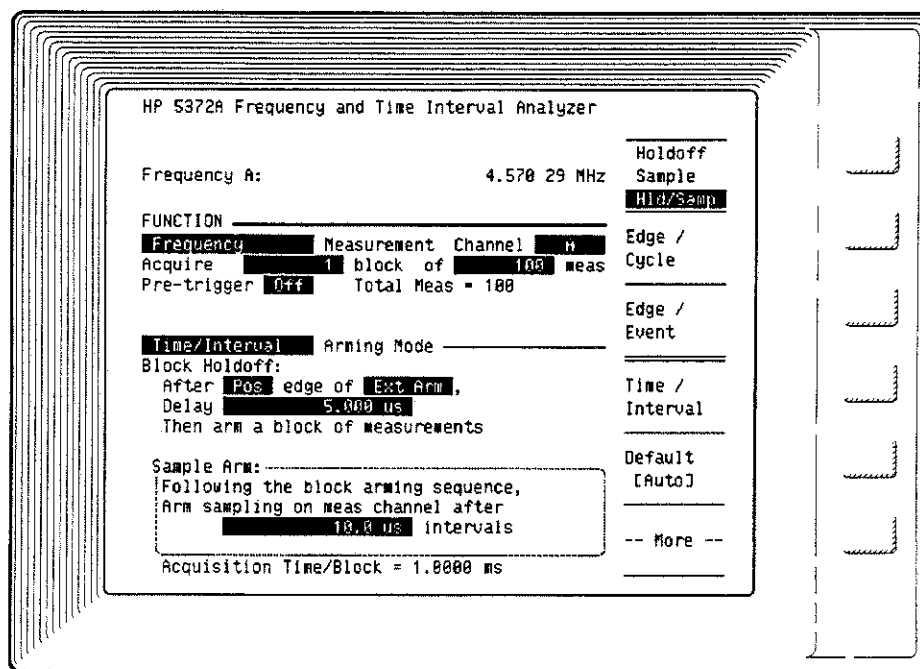 HP 5372A Frequency and Time Interval Analyzer
Frequency A: 4.570 29 MHz
FUNCTION
Frequency Measurement Channel A
Acquire 1 block of 100 meas
Pre-trigger Off Total Meas = 100
Time/Interval Arming Mode
Block Holdoff:
After Pos edge of Ext Arm,
Delay 5.000 us
Then arm a block of measurements
Sample Arm:
Following the block arming sequence,
Arm sampling on meas channel after
10.0 us intervals
Acquisition Time/Block = 1.0000 ms
Holdoff
Sample
Hld/Samp
Edge /
Cycle
Edge /
Event
Time /
Interval
Default
[Auto]
-- More --